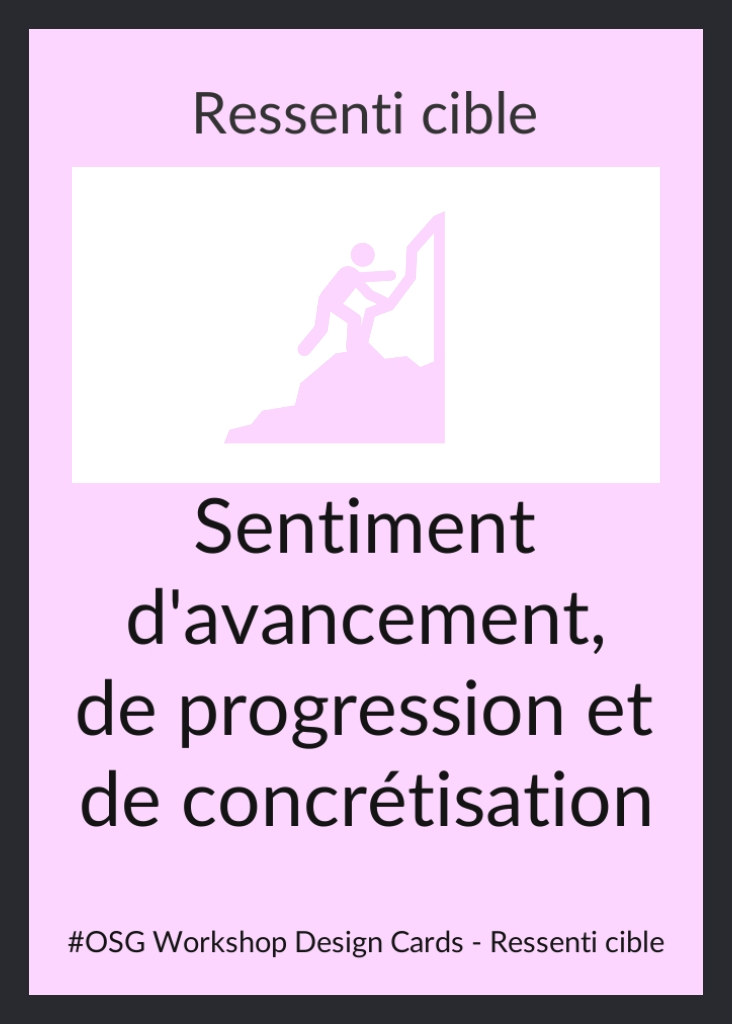 Ressenti cible
Sentiment
d'avancement,
de progression et
de concrétisation
#OSG Workshop Design Cards - Ressenti cible